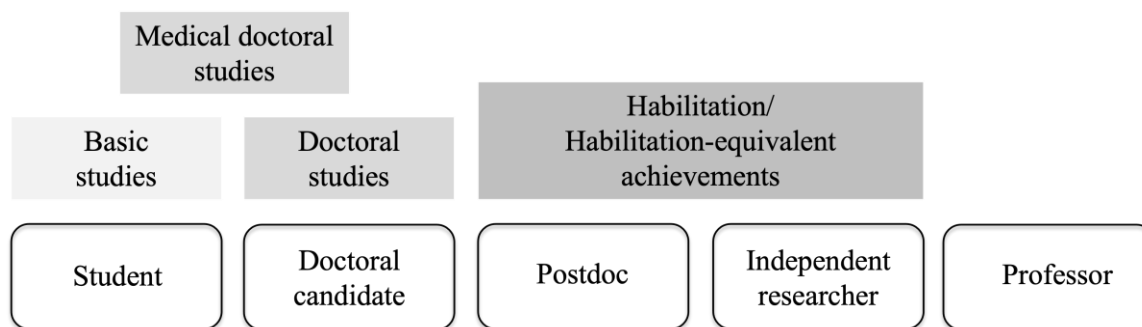 Medical doctoral
studies
Basic
studies
Doctoral
studies
Habilitation/
Habilitation-equivalent
achievements
Student
Doctoral
candidate
Postdoc
Independent
researcher
Professor